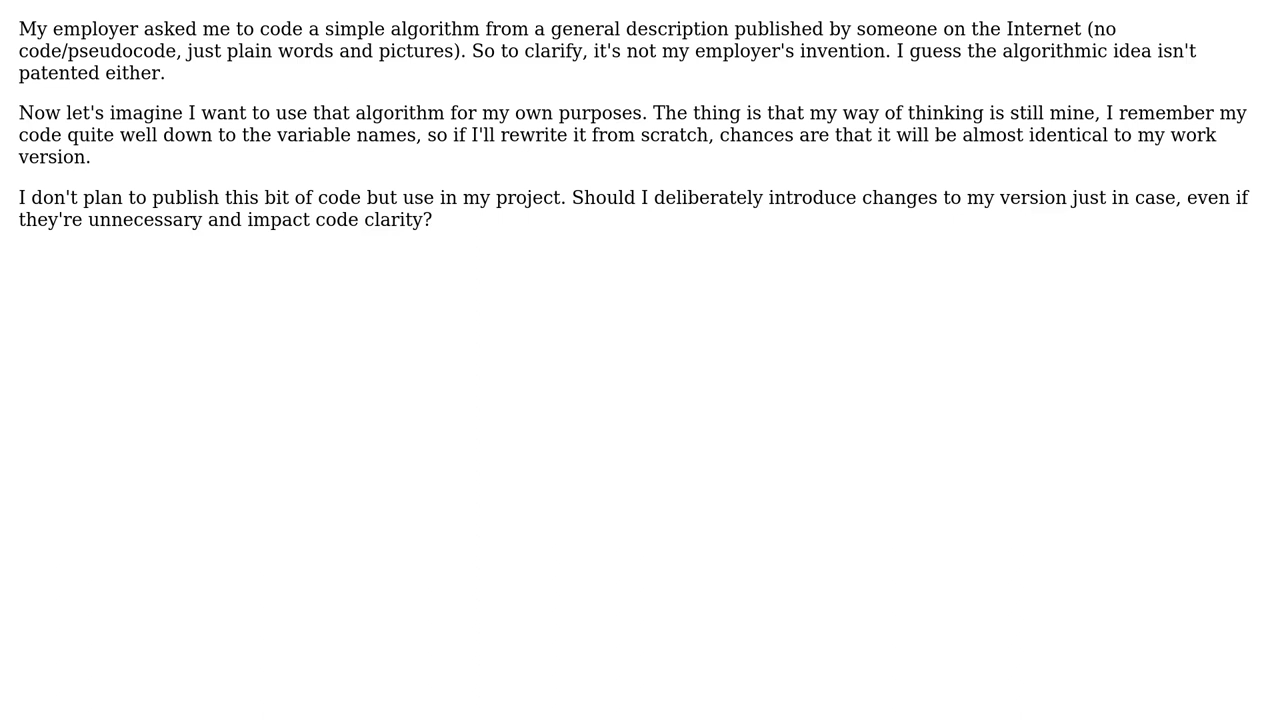 My employer asked me to code a simple algorithm from a general description published by someone on the Internet (no
code/pseudocode, just plain words and pictures). So to clarify, it's not my employer's invention. I guess the algorithmic idea isn't
patented either.
Now let's imagine I want to use that algorithm for my own purposes. The thing is that my way of thinking is still mine, I remember my
code quite well down to the variable names, so if I'll rewrite it from scratch, chances are that it will be almost identical to my work
version.
I don't plan to publish this bit of code but use in my project. Should I deliberately introduce changes to my version just in case, even if
they're unnecessary and impact code clarity?